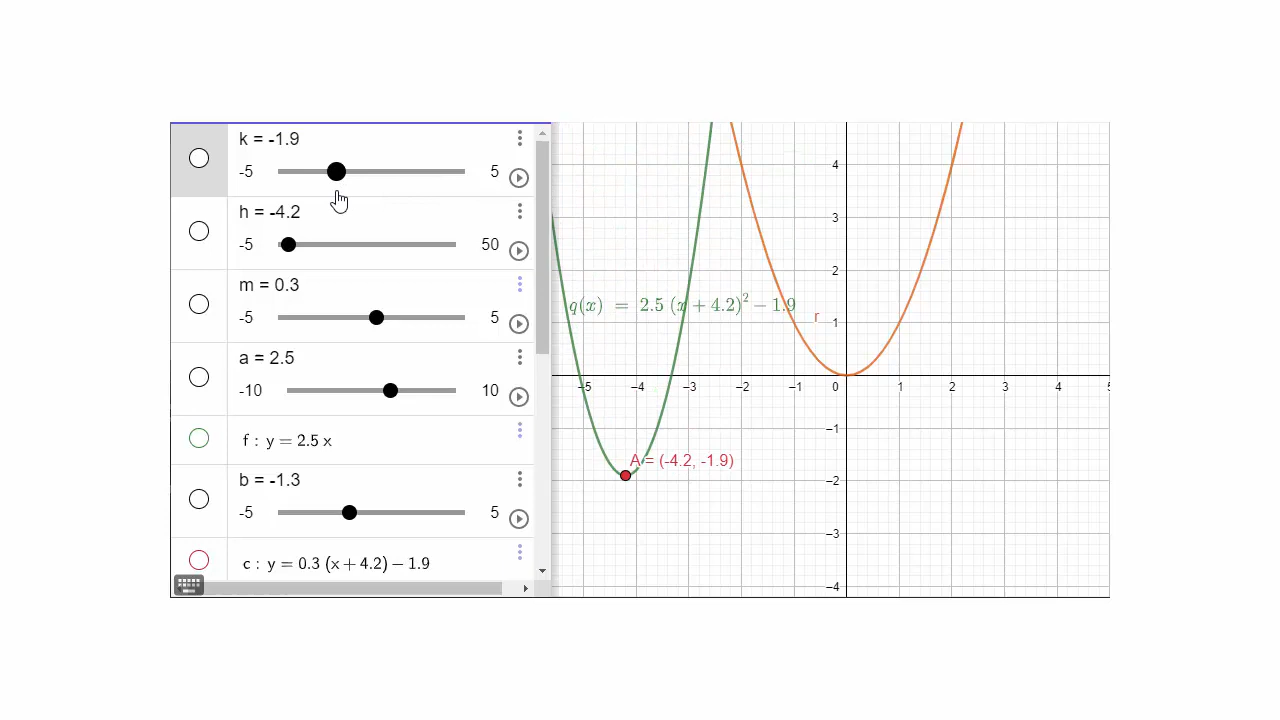 k = -1.9
-5 5
h = -4.2
-5 50
m = 0.3
-5 5
a = 2.5
-10 10
f : y = 2.5 x
b = -1.3
-5 5
c : y = 0.3 (x + 4.2) − 1.9
q(x) = 2.5 (x + 4.2)² − 1.9
r
A = (-4.2, -1.9)
4
3
2
1
−5 −4 −3 −2 −1 0 1 2 3 4 5
−1
−2
−3
−4